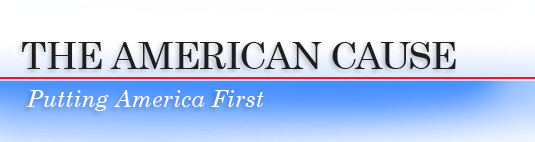 THE AMERICAN CAUSE
Putting America First